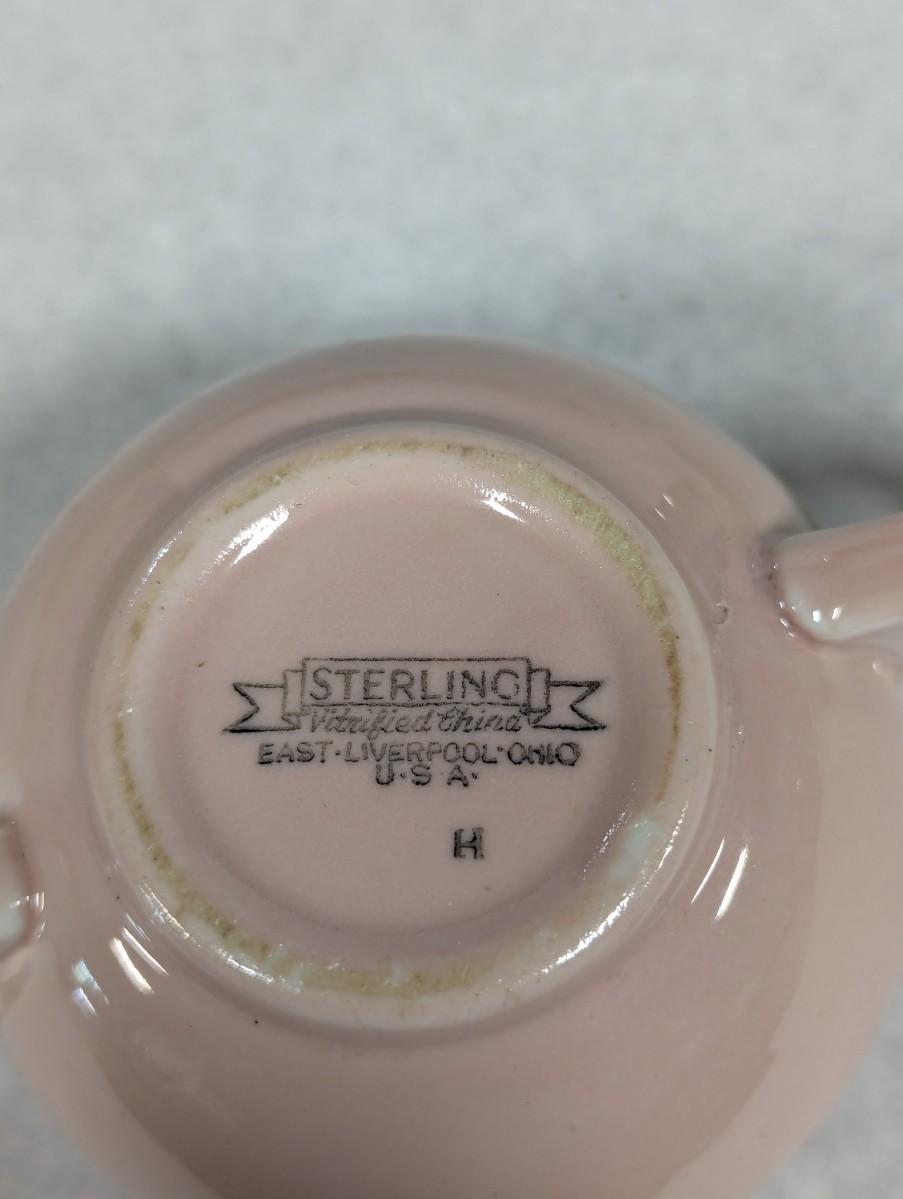 STERLING
Vitrified China
EAST·LIVERPOOL·OHIO
U·S·A·
H